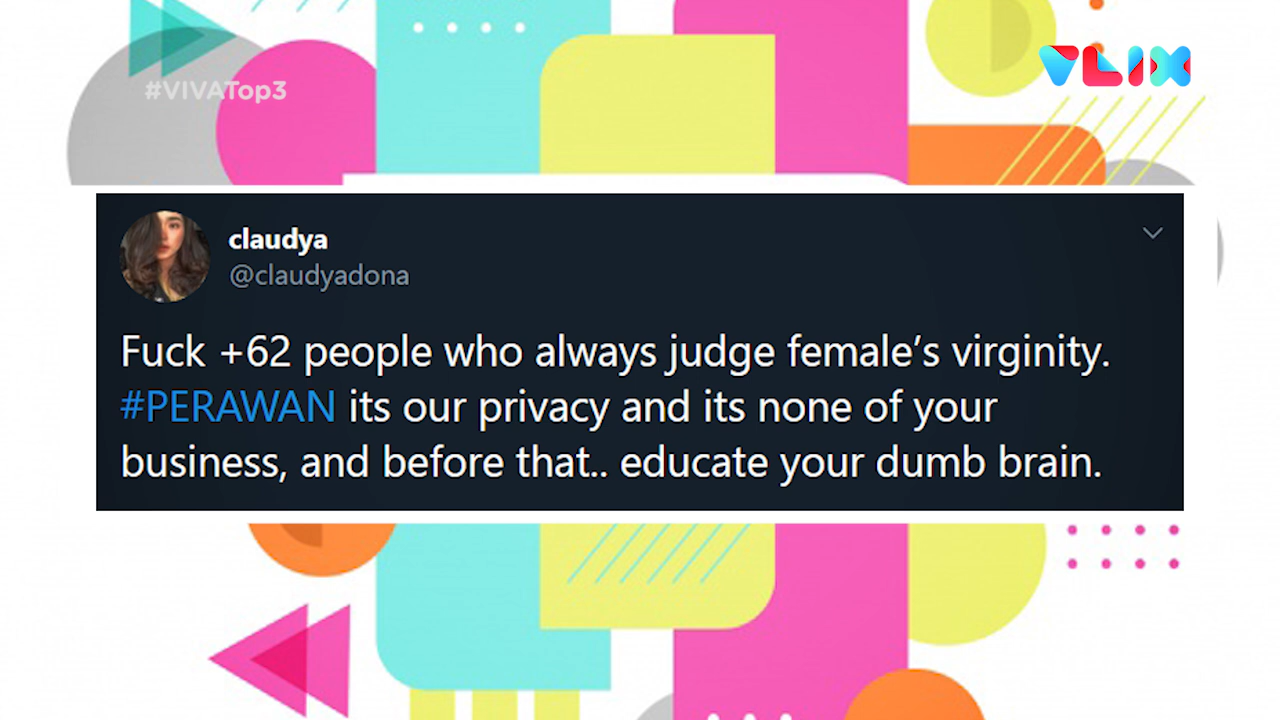 #VIVATop3
VLIX
claudya
@claudyadona
Fuck +62 people who always judge female’s virginity.
#PERAWAN its our privacy and its none of your
business, and before that.. educate your dumb brain.